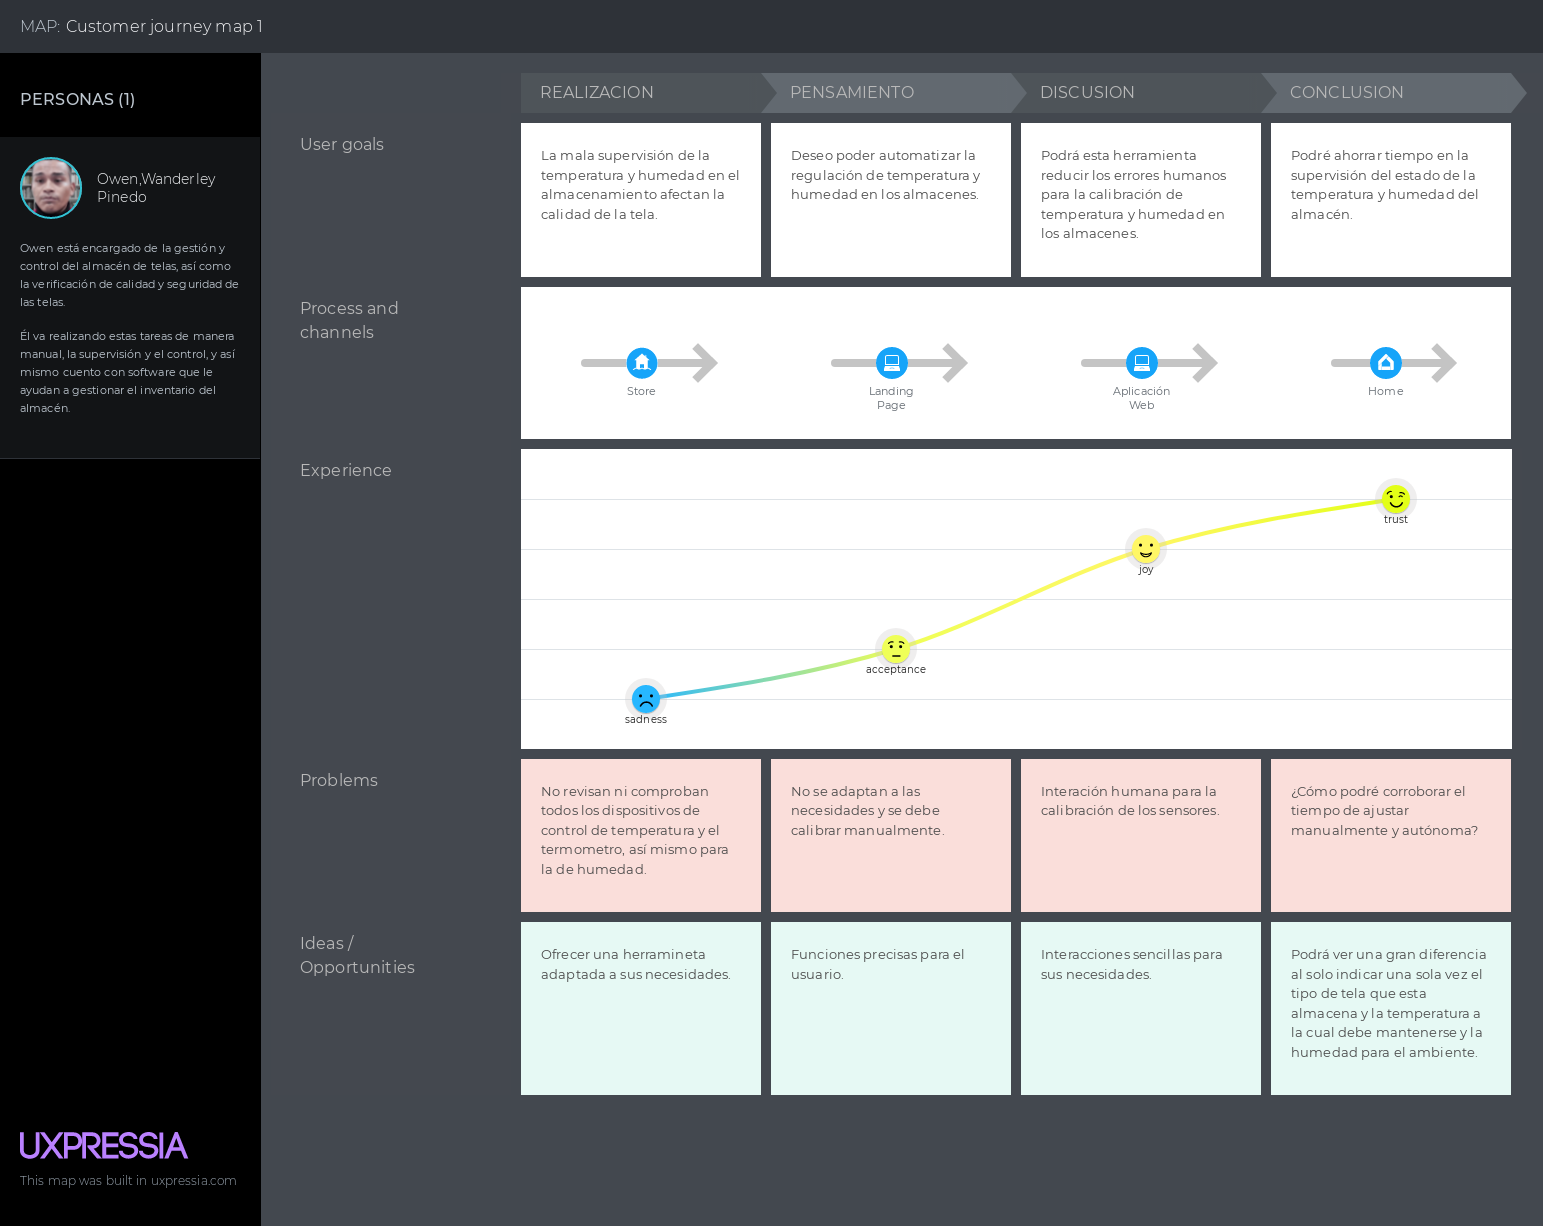 MAP: Customer journey map 1
PERSONAS (1)
Owen,Wanderley
Pinedo
Owen está encargado de la gestión y
control del almacén de telas, así como
la verificación de calidad y seguridad de
las telas.
Él va realizando estas tareas de manera
manual, la supervisión y el control, y así
mismo cuento con software que le
ayudan a gestionar el inventario del
almacén.
UXPRESSIA
This map was built in uxpressia.com
REALIZACION
PENSAMIENTO
DISCUSION
CONCLUSION
User goals
La mala supervisión de la
temperatura y humedad en el
almacenamiento afectan la
calidad de la tela.
Deseo poder automatizar la
regulación de temperatura y
humedad en los almacenes.
Podrá esta herramienta
reducir los errores humanos
para la calibración de
temperatura y humedad en
los almacenes.
Podré ahorrar tiempo en la
supervisión del estado de la
temperatura y humedad del
almacén.
Process and
channels
Store
Landing
Page
Aplicación
Web
Home
Experience
sadness
acceptance
joy
trust
Problems
No revisan ni comproban
todos los dispositivos de
control de temperatura y el
termometro, así mismo para
la de humedad.
No se adaptan a las
necesidades y se debe
calibrar manualmente.
Interación humana para la
calibración de los sensores.
¿Cómo podré corroborar el
tiempo de ajustar
manualmente y autónoma?
Ideas /
Opportunities
Ofrecer una herramineta
adaptada a sus necesidades.
Funciones precisas para el
usuario.
Interacciones sencillas para
sus necesidades.
Podrá ver una gran diferencia
al solo indicar una sola vez el
tipo de tela que esta
almacena y la temperatura a
la cual debe mantenerse y la
humedad para el ambiente.